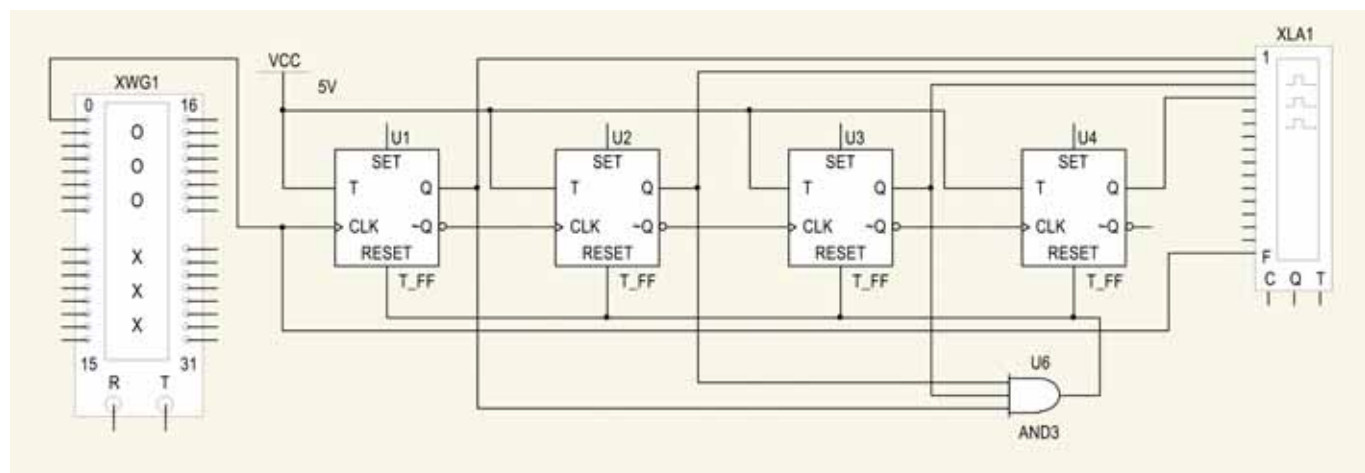 XLA1
VCC
5V
XWG1
0 16
O
O
O
X
X
X
15 31
R T
U1
SET
T Q
CLK ~Q
RESET
T_FF
U2
SET
T Q
CLK ~Q
RESET
T_FF
U3
SET
T Q
CLK ~Q
RESET
T_FF
U4
SET
T Q
CLK ~Q
RESET
T_FF
1
F
C Q T
U6
AND3